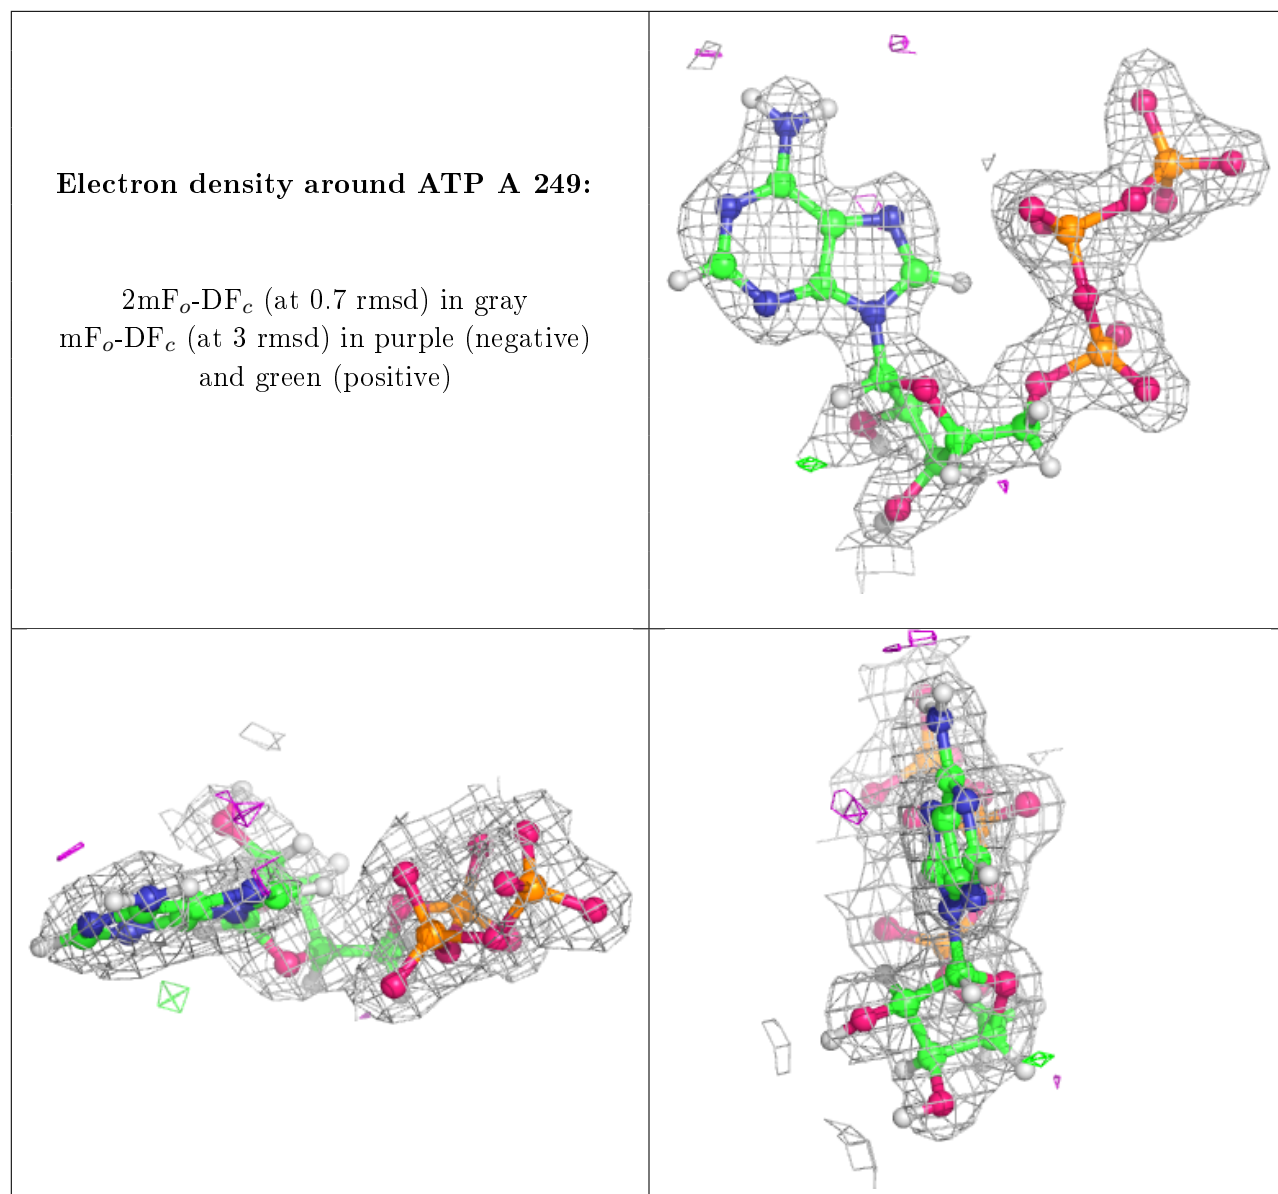 Electron density around ATP A 249:
2mFo-DFc (at 0.7 rmsd) in gray
mFo-DFc (at 3 rmsd) in purple (negative)
and green (positive)